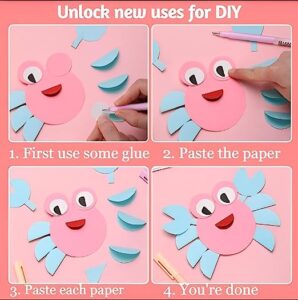 Unlock new uses for DIY
1. First use some glue
2. Paste the paper
3. Paste each paper
4. You're done